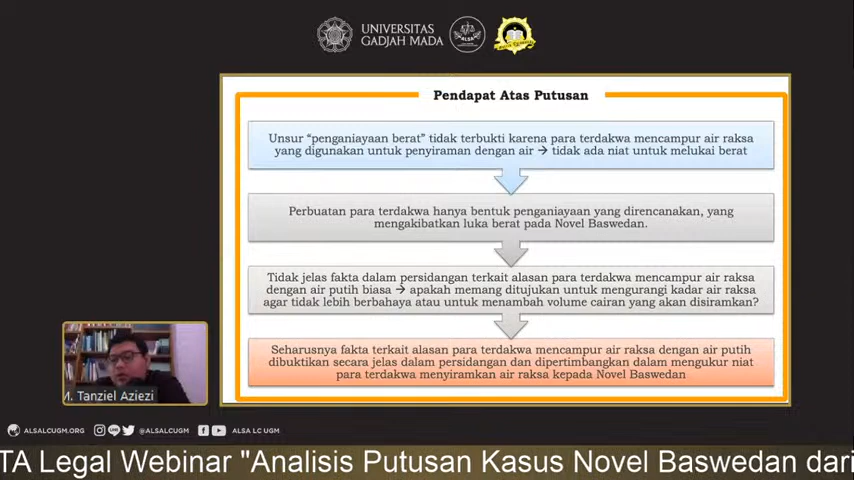 UNIVERSITAS
GADJAH MADA
ALSA
Pendapat Atas Putusan
Unsur “penganiayaan berat” tidak terbukti karena para terdakwa mencampur air raksa
yang digunakan untuk penyiraman dengan air → tidak ada niat untuk melukai berat
Perbuatan para terdakwa hanya bentuk penganiayaan yang direncanakan, yang
mengakibatkan luka berat pada Novel Baswedan.
Tidak jelas fakta dalam persidangan terkait alasan para terdakwa mencampur air raksa
dengan air putih biasa → apakah memang ditujukan untuk mengurangi kadar air raksa
agar tidak lebih berbahaya atau untuk menambah volume cairan yang akan disiramkan?
Seharusnya fakta terkait alasan para terdakwa mencampur air raksa dengan air putih
dibuktikan secara jelas dalam persidangan dan dipertimbangkan dalam mengukur niat
para terdakwa menyiramkan air raksa kepada Novel Baswedan
M. Tanziel Aziezi
ALSALCUGM.ORG @ALSALCUGM ALSA LC UGM
TA Legal Webinar "Analisis Putusan Kasus Novel Baswedan dari